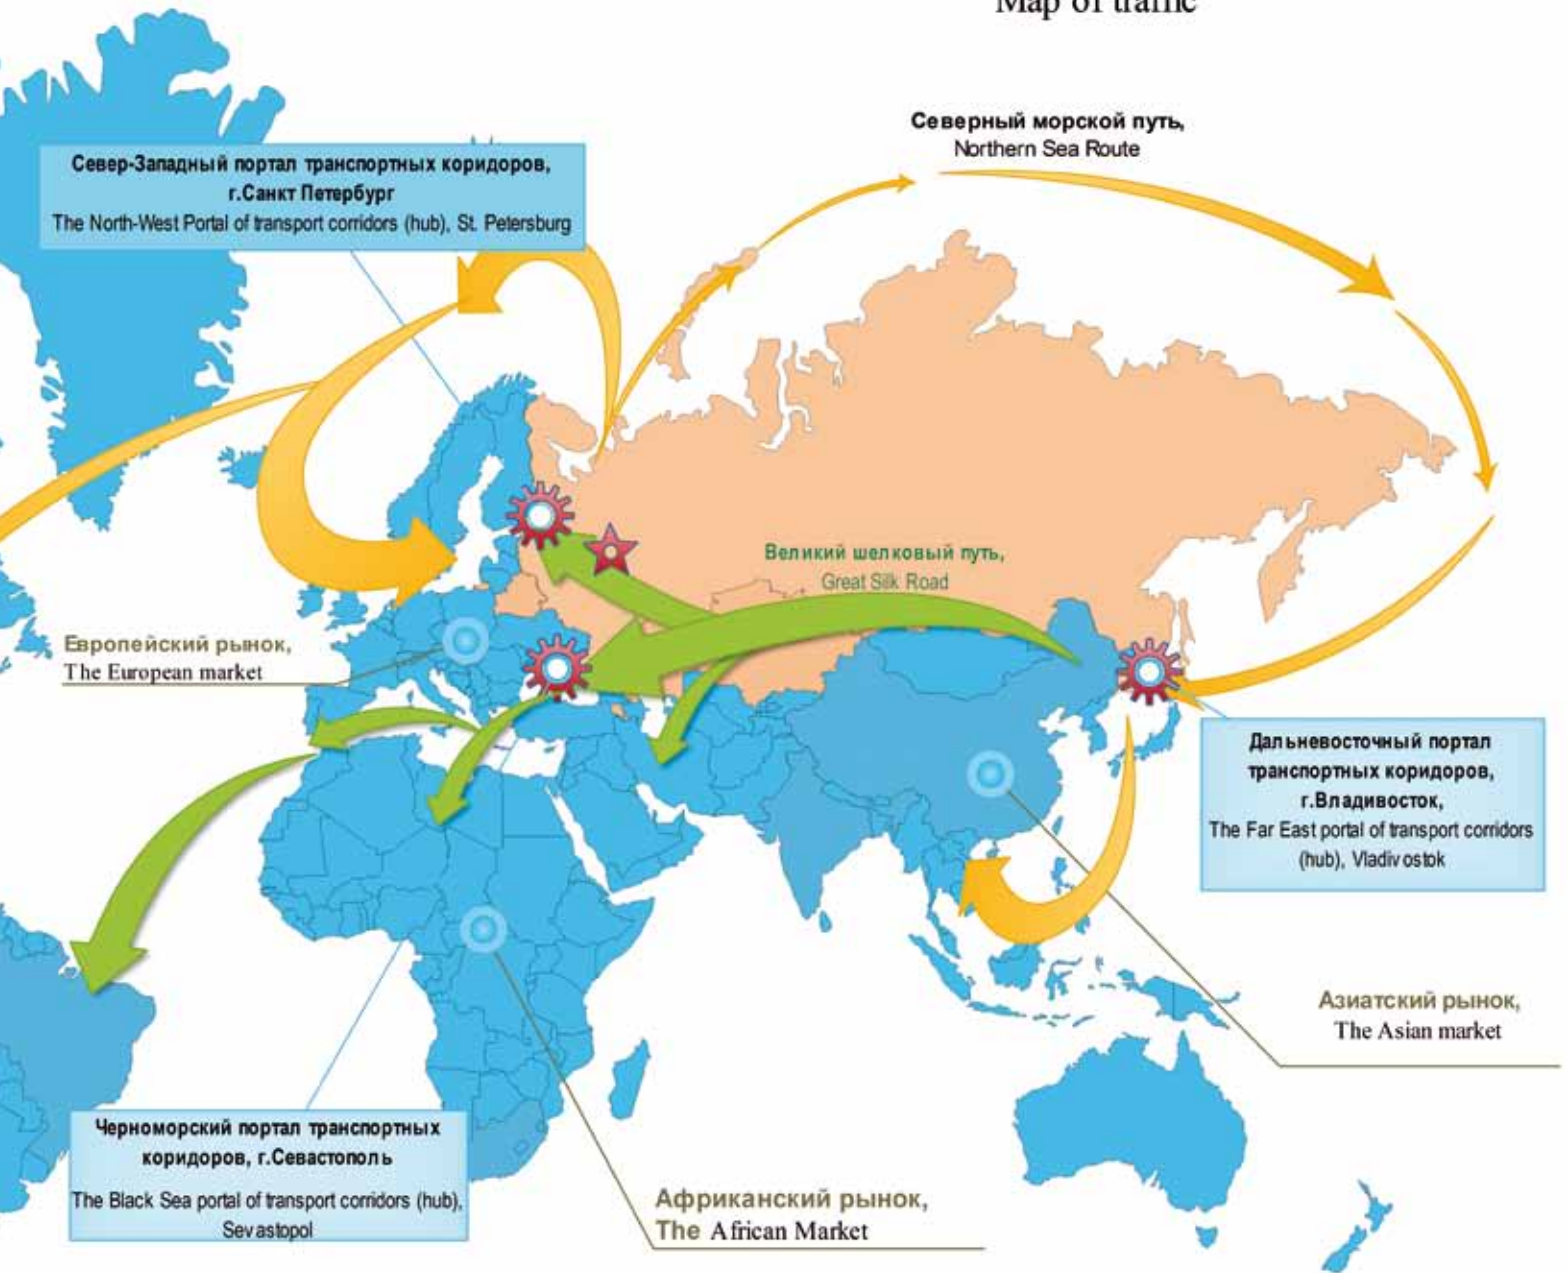 Map of traffic
Северный морской путь,
Northern Sea Route
Север-Западный портал транспортных коридоров,
г.Санкт Петербург
The North-West Portal of transport corridors (hub), St. Petersburg
Великий шелковый путь,
Great Silk Road
Европейский рынок,
The European market
Дальневосточный портал
транспортных коридоров,
г.Владивосток,
The Far East portal of transport corridors
(hub), Vladivostok
Азиатский рынок,
The Asian market
Черноморский портал транспортных
коридоров, г.Севастополь
The Black Sea portal of transport corridors (hub),
Sevastopol
Африканский рынок,
The African Market